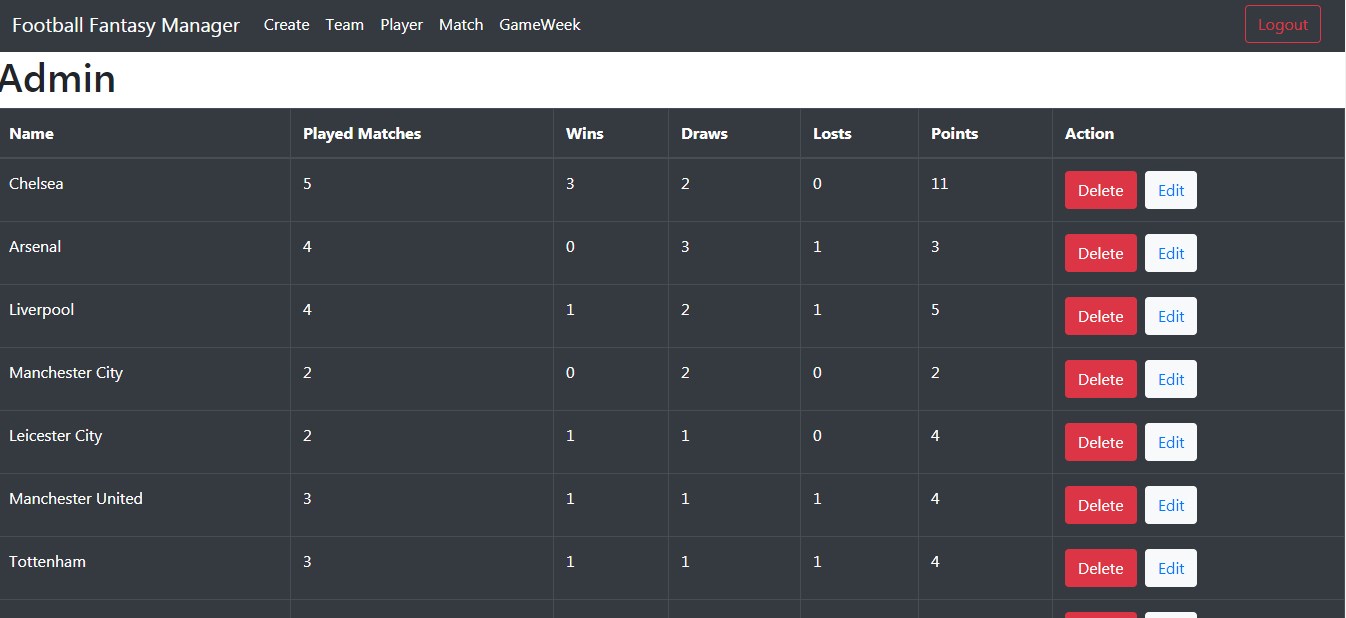 Football Fantasy Manager Create Team Player Match GameWeek Logout
Admin
Name Played Matches Wins Draws Losts Points Action
Chelsea 5 3 2 0 11 Delete Edit
Arsenal 4 0 3 1 3 Delete Edit
Liverpool 4 1 2 1 5 Delete Edit
Manchester City 2 0 2 0 2 Delete Edit
Leicester City 2 1 1 0 4 Delete Edit
Manchester United 3 1 1 1 4 Delete Edit
Tottenham 3 1 1 1 4 Delete Edit